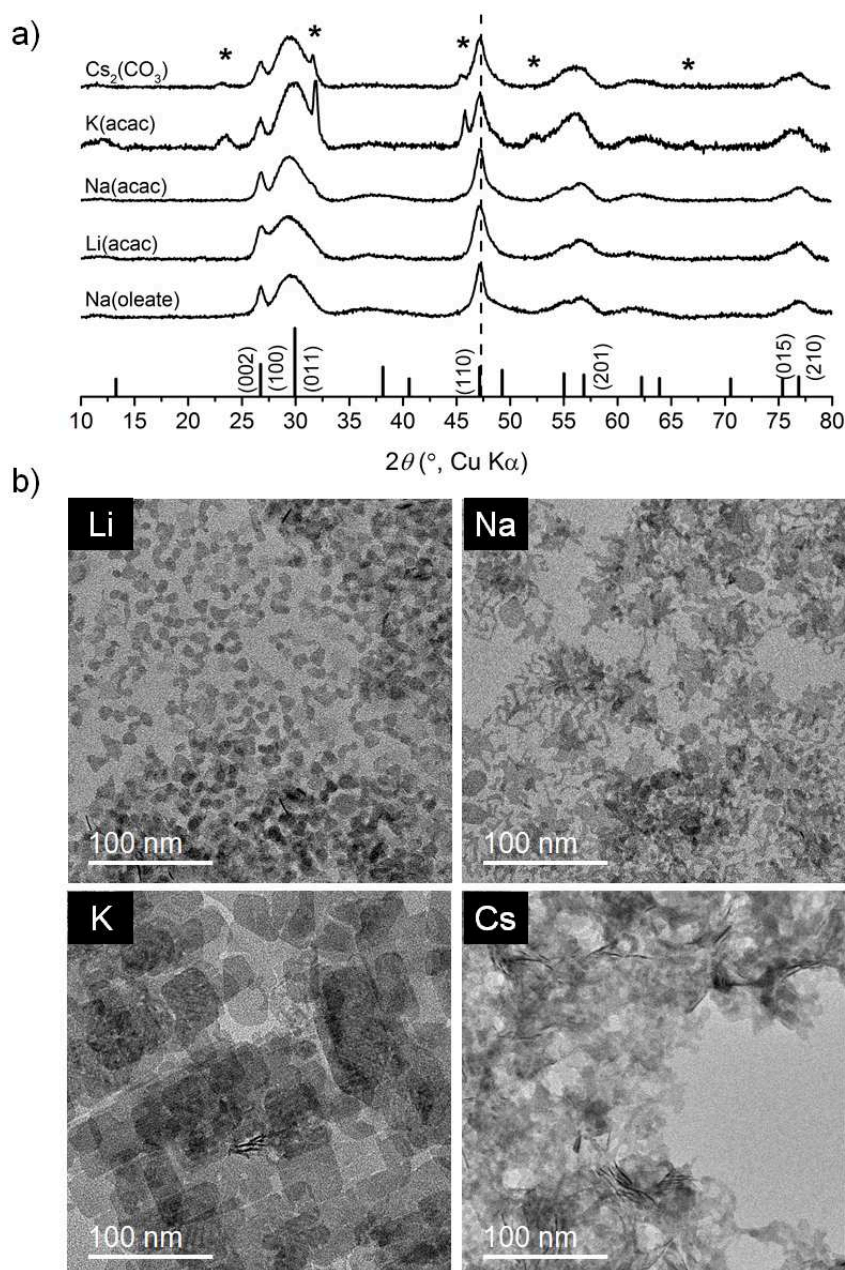 a)
* * * * *
Cs₂(CO₃)
K(acac)
Na(acac)
Li(acac)
Na(oleate)
(002) (100) (011) (110) (201) (015) (210)
10 15 20 25 30 35 40 45 50 55 60 65 70 75 80
2θ (°, Cu Kα)
b)
Li Na
100 nm 100 nm
K Cs
100 nm 100 nm